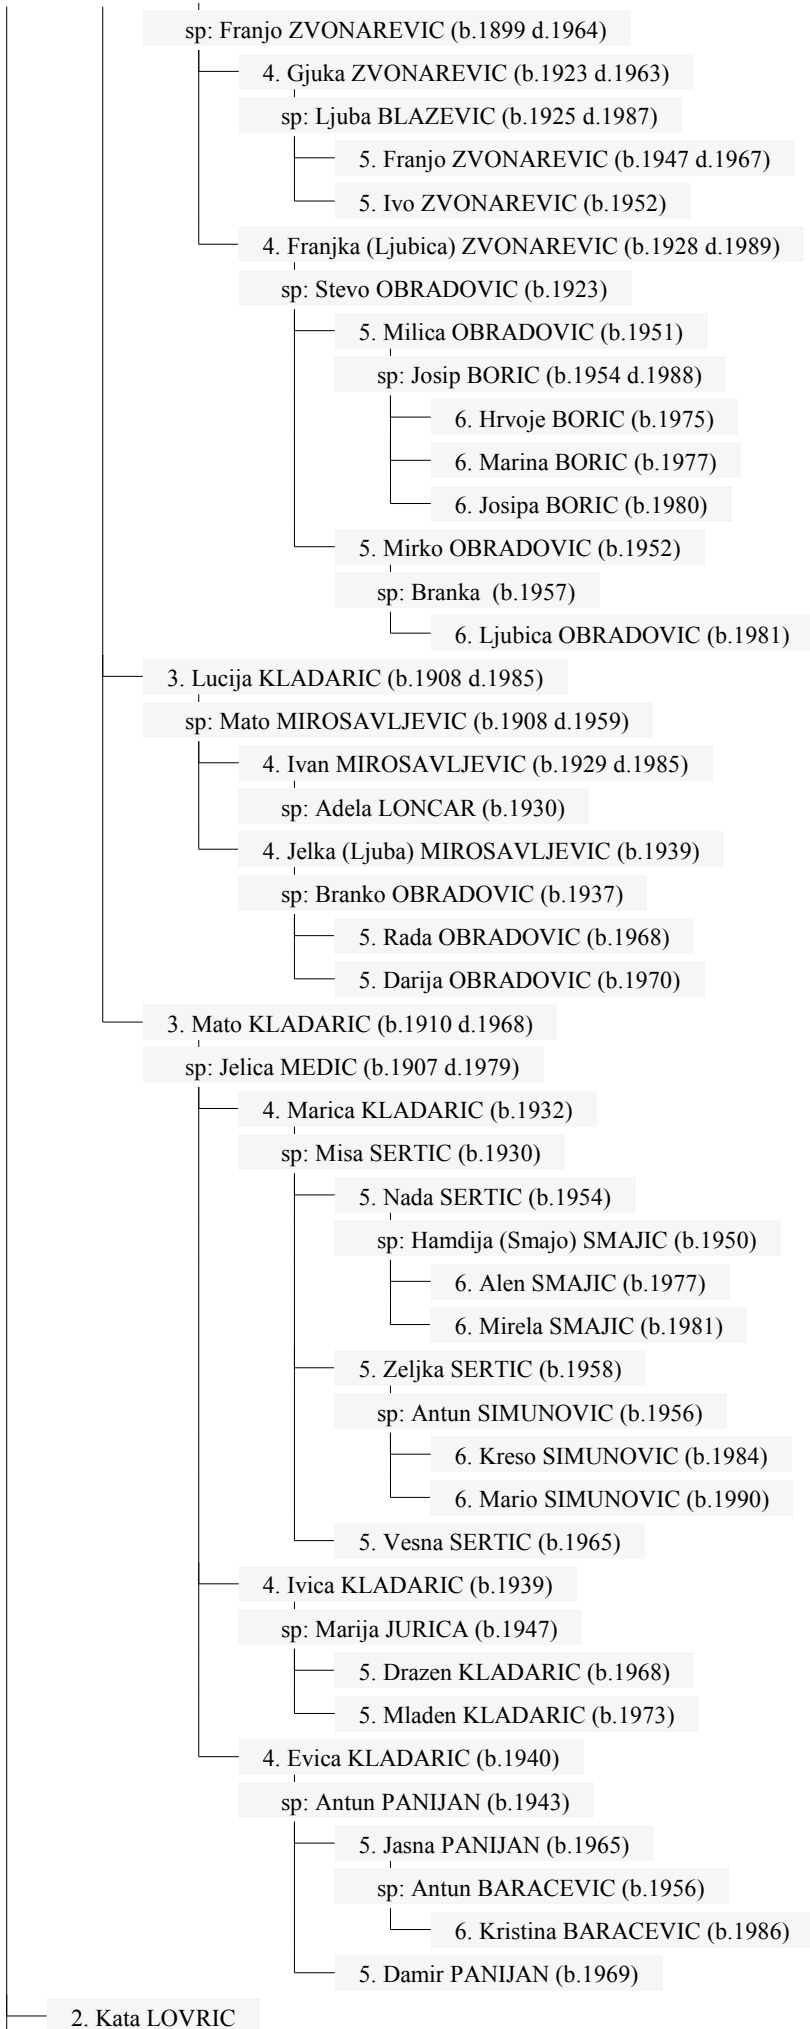 sp: Franjo ZVONAREVIC (b.1899 d.1964)
4. Gjuka ZVONAREVIC (b.1923 d.1963)
sp: Ljuba BLAZEVIC (b.1925 d.1987)
5. Franjo ZVONAREVIC (b.1947 d.1967)
5. Ivo ZVONAREVIC (b.1952)
4. Franjka (Ljubica) ZVONAREVIC (b.1928 d.1989)
sp: Stevo OBRADOVIC (b.1923)
5. Milica OBRADOVIC (b.1951)
sp: Josip BORIC (b.1954 d.1988)
6. Hrvoje BORIC (b.1975)
6. Marina BORIC (b.1977)
6. Josipa BORIC (b.1980)
5. Mirko OBRADOVIC (b.1952)
sp: Branka  (b.1957)
6. Ljubica OBRADOVIC (b.1981)
3. Lucija KLADARIC (b.1908 d.1985)
sp: Mato MIROSAVLJEVIC (b.1908 d.1959)
4. Ivan MIROSAVLJEVIC (b.1929 d.1985)
sp: Adela LONCAR (b.1930)
4. Jelka (Ljuba) MIROSAVLJEVIC (b.1939)
sp: Branko OBRADOVIC (b.1937)
5. Rada OBRADOVIC (b.1968)
5. Darija OBRADOVIC (b.1970)
3. Mato KLADARIC (b.1910 d.1968)
sp: Jelica MEDIC (b.1907 d.1979)
4. Marica KLADARIC (b.1932)
sp: Misa SERTIC (b.1930)
5. Nada SERTIC (b.1954)
sp: Hamdija (Smajo) SMAJIC (b.1950)
6. Alen SMAJIC (b.1977)
6. Mirela SMAJIC (b.1981)
5. Zeljka SERTIC (b.1958)
sp: Antun SIMUNOVIC (b.1956)
6. Kreso SIMUNOVIC (b.1984)
6. Mario SIMUNOVIC (b.1990)
5. Vesna SERTIC (b.1965)
4. Ivica KLADARIC (b.1939)
sp: Marija JURICA (b.1947)
5. Drazen KLADARIC (b.1968)
5. Mladen KLADARIC (b.1973)
4. Evica KLADARIC (b.1940)
sp: Antun PANIJAN (b.1943)
5. Jasna PANIJAN (b.1965)
sp: Antun BARACEVIC (b.1956)
6. Kristina BARACEVIC (b.1986)
5. Damir PANIJAN (b.1969)
2. Kata LOVRIC